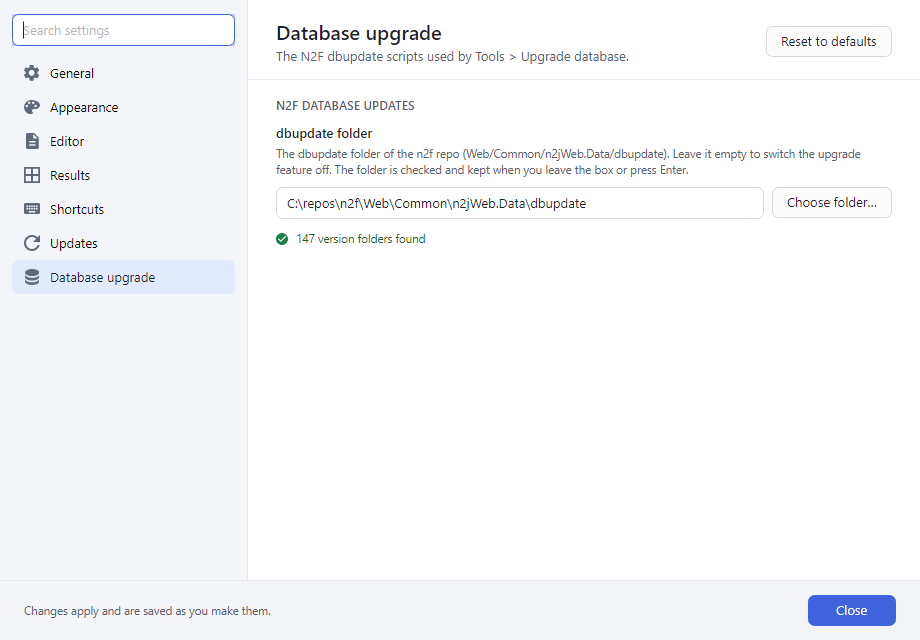 Search settings
General
Appearance
Editor
Results
Shortcuts
Updates
Database upgrade
Database upgrade
The N2F dbupdate scripts used by Tools > Upgrade database.
Reset to defaults
N2F DATABASE UPDATES
dbupdate folder
The dbupdate folder of the n2f repo (Web/Common/n2jWeb.Data/dbupdate). Leave it empty to switch the upgrade
feature off. The folder is checked and kept when you leave the box or press Enter.
C:\repos\n2f\Web\Common\n2jWeb.Data\dbupdate
Choose folder...
147 version folders found
Changes apply and are saved as you make them.
Close